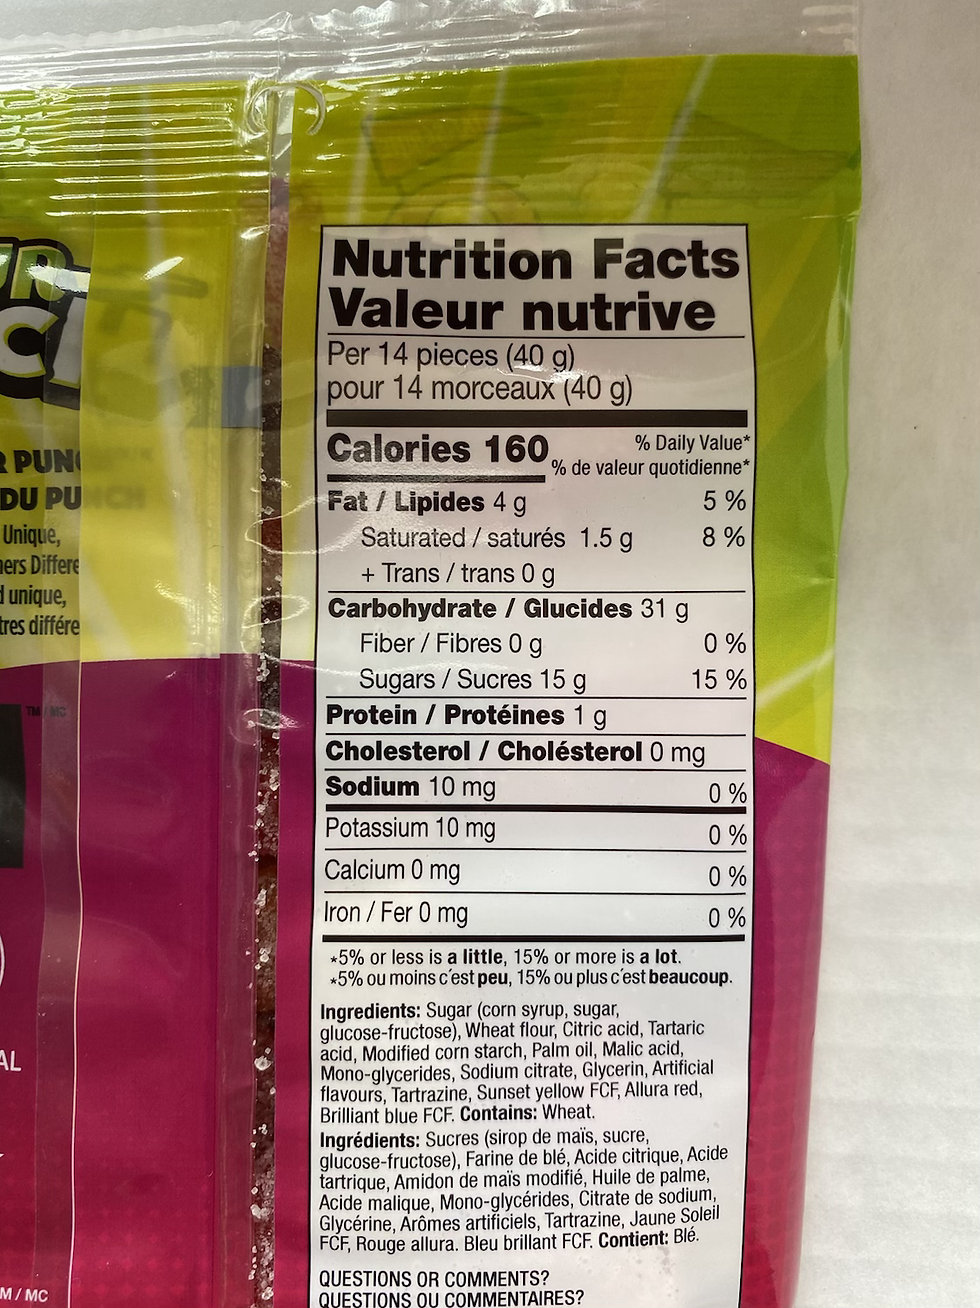 R PUN
DU PU
Unique,
ners Differe
d unique,
tres différe
TM / MC
AL
M / MC
Nutrition Facts
Valeur nutrive
Per 14 pieces (40 g)
pour 14 morceaux (40 g)
Calories 160
% Daily Value*
% de valeur quotidienne*
Fat / Lipides 4 g 5 %
Saturated / saturés 1.5 g 8 %
+ Trans / trans 0 g
Carbohydrate / Glucides 31 g
Fiber / Fibres 0 g 0 %
Sugars / Sucres 15 g 15 %
Protein / Protéines 1 g
Cholesterol / Choléstérol 0 mg
Sodium 10 mg 0 %
Potassium 10 mg 0 %
Calcium 0 mg 0 %
Iron / Fer 0 mg 0 %
*5% or less is a little, 15% or more is a lot.
*5% ou moins c'est peu, 15% ou plus c'est beaucoup.
Ingredients: Sugar (corn syrup, sugar,
glucose-fructose), Wheat flour, Citric acid, Tartaric
acid, Modified corn starch, Palm oil, Malic acid,
Mono-glycerides, Sodium citrate, Glycerin, Artificial
flavours, Tartrazine, Sunset yellow FCF, Allura red,
Brilliant blue FCF. Contains: Wheat.
Ingrédients: Sucres (sirop de maïs, sucre,
glucose-fructose), Farine de blé, Acide citrique, Acide
tartrique, Amidon de maïs modifié, Huile de palme,
Acide malique, Mono-glycérides, Citrate de sodium,
Glycérine, Arômes artificiels, Tartrazine, Jaune Soleil
FCF, Rouge allura. Bleu brillant FCF. Contient: Blé.
QUESTIONS OR COMMENTS?
QUESTIONS OU COMMENTAIRES?